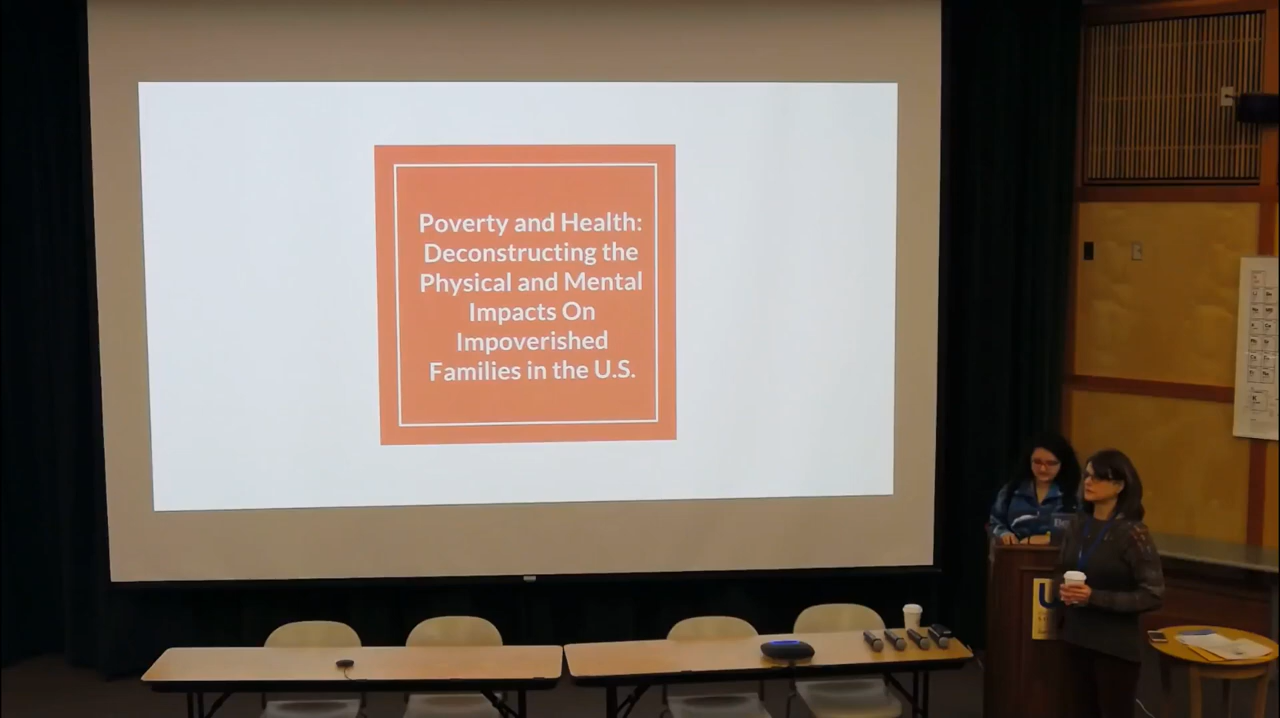 Poverty and Health:
Deconstructing the
Physical and Mental
Impacts On
Impoverished
Families in the U.S.